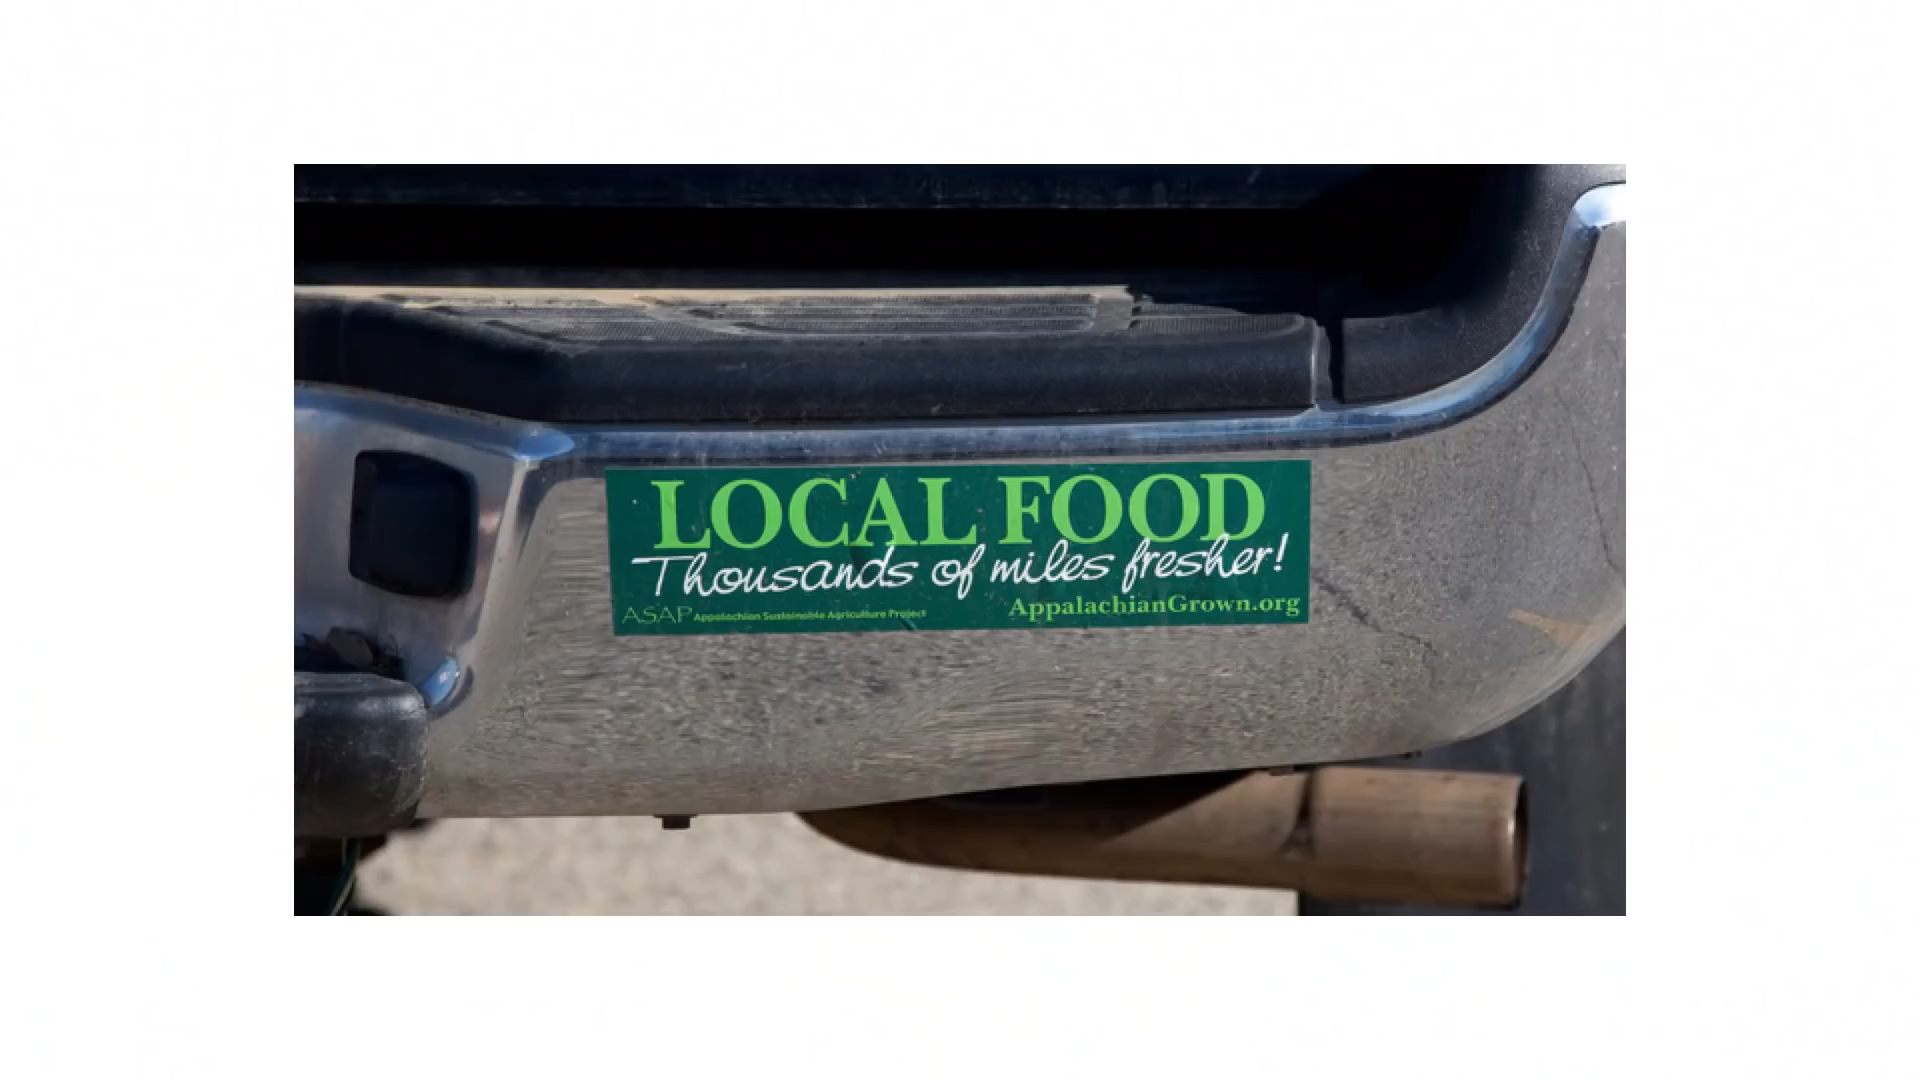 LOCAL FOOD
Thousands of miles fresher!
ASAP Appalachian Sustainable Agriculture Project
AppalachianGrown.org